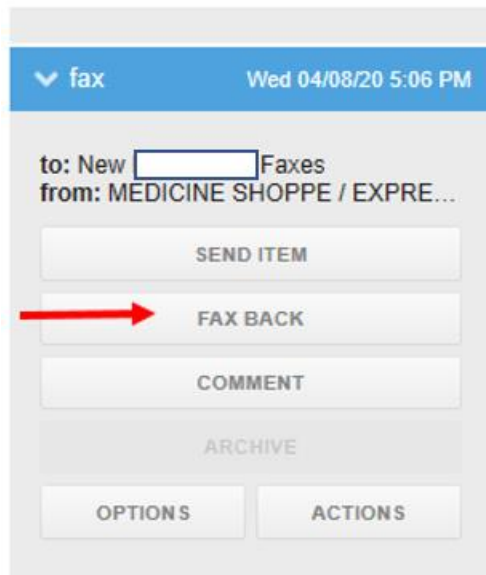 fax Wed 04/08/20 5:06 PM
to: New Faxes
from: MEDICINE SHOPPE / EXPRE...
SEND ITEM
FAX BACK
COMMENT
ARCHIVE
OPTIONS ACTIONS